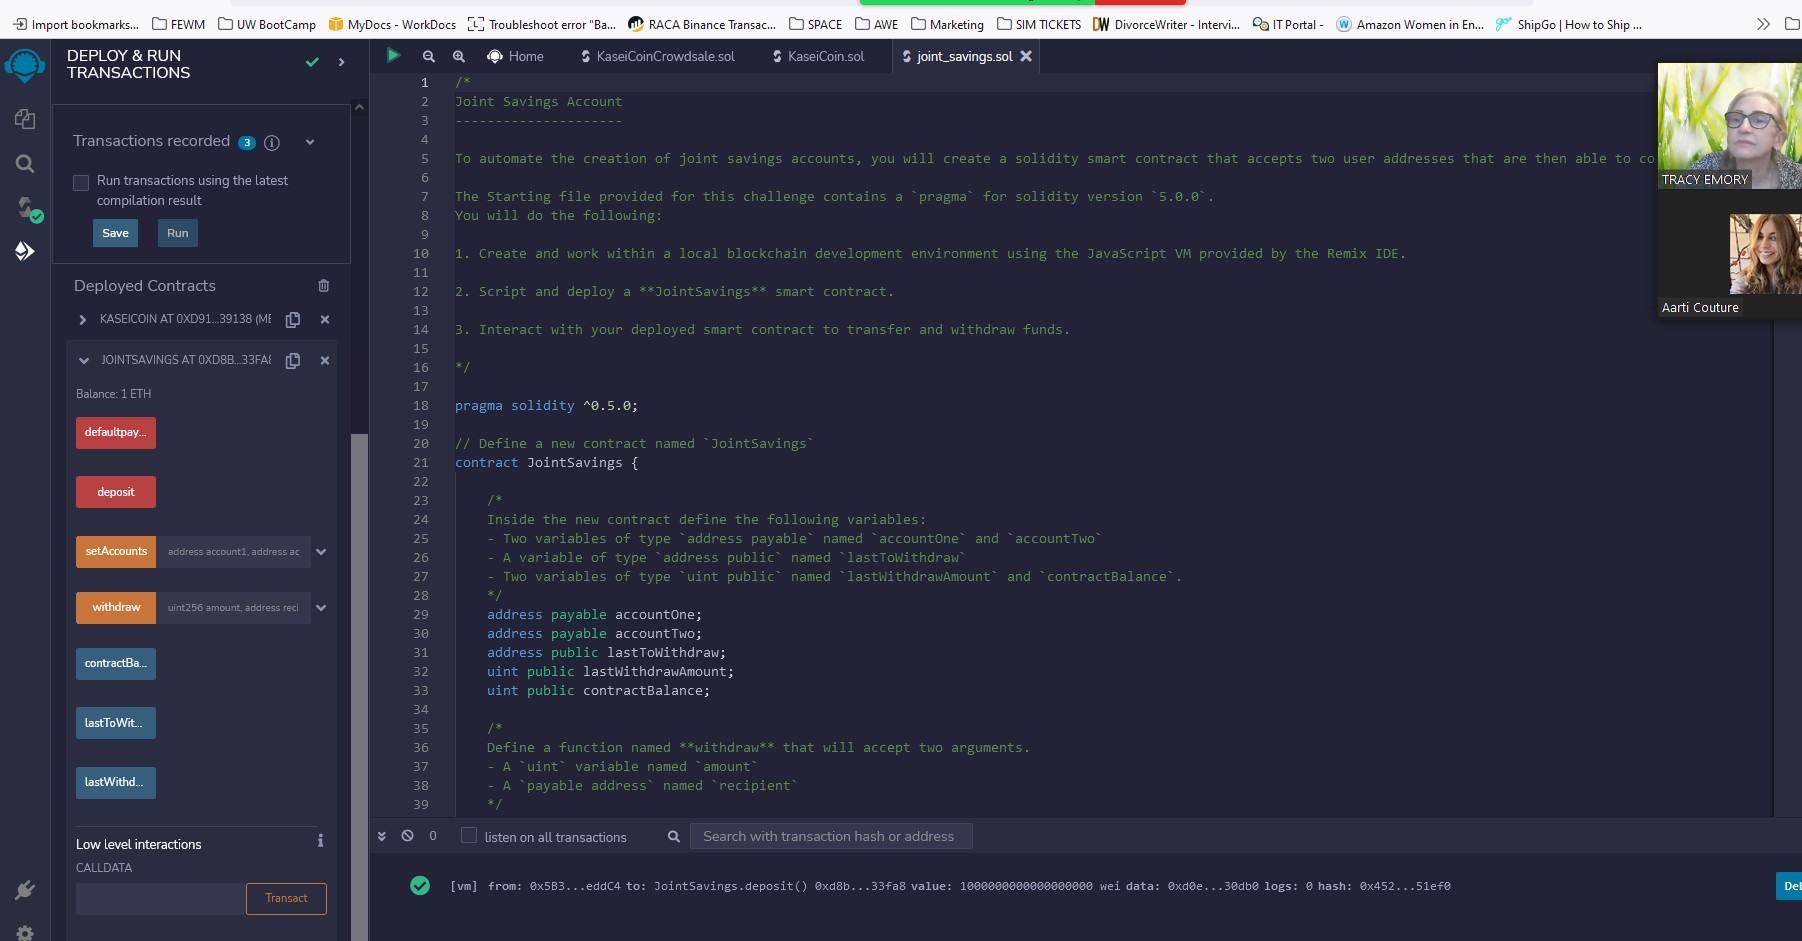 Import bookmarks...
FEWM
UW BootCamp
MyDocs - WorkDocs
Troubleshoot error "Ba...
RACA Binance Transac...
SPACE
AWE
Marketing
SIM TICKETS
DivorceWriter - Intervi...
IT Portal -
Amazon Women in En...
ShipGo | How to Ship ...
DEPLOY & RUN
TRANSACTIONS
Transactions recorded 3 i
Run transactions using the latest
compilation result
Save
Run
Deployed Contracts
KASEICOIN AT 0XD91...39138 (ME
JOINTSAVINGS AT 0XD8B...33FA8
Balance: 1 ETH
defaultpay...
deposit
setAccounts address account1, address ac
withdraw uint256 amount, address reci
contractBa...
lastToWit...
lastWithd...
Low level interactions i
CALLDATA
Transact
Home
KaseiCoinCrowdsale.sol
KaseiCoin.sol
joint_savings.sol
1 /*
2 Joint Savings Account
3 ---------------------
4
5 To automate the creation of joint savings accounts, you will create a solidity smart contract that accepts two user addresses that are then able to co
6
7 The Starting file provided for this challenge contains a `pragma` for solidity version `5.0.0`.
8 You will do the following:
9
10 1. Create and work within a local blockchain development environment using the JavaScript VM provided by the Remix IDE.
11
12 2. Script and deploy a **JointSavings** smart contract.
13
14 3. Interact with your deployed smart contract to transfer and withdraw funds.
15
16 */
17
18 pragma solidity ^0.5.0;
19
20 // Define a new contract named `JointSavings`
21 contract JointSavings {
22
23 /*
24 Inside the new contract define the following variables:
25 - Two variables of type `address payable` named `accountOne` and `accountTwo`
26 - A variable of type `address public` named `lastToWithdraw`
27 - Two variables of type `uint public` named `lastWithdrawAmount` and `contractBalance`.
28 */
29 address payable accountOne;
30 address payable accountTwo;
31 address public lastToWithdraw;
32 uint public lastWithdrawAmount;
33 uint public contractBalance;
34
35 /*
36 Define a function named **withdraw** that will accept two arguments.
37 - A `uint` variable named `amount`
38 - A `payable address` named `recipient`
39 */
TRACY EMORY
Aarti Couture
0
listen on all transactions
Search with transaction hash or address
[vm] from: 0x5B3...eddC4 to: JointSavings.deposit() 0xd8b...33fa8 value: 1000000000000000000 wei data: 0xd0e...30db0 logs: 0 hash: 0x452...51ef0
Deb